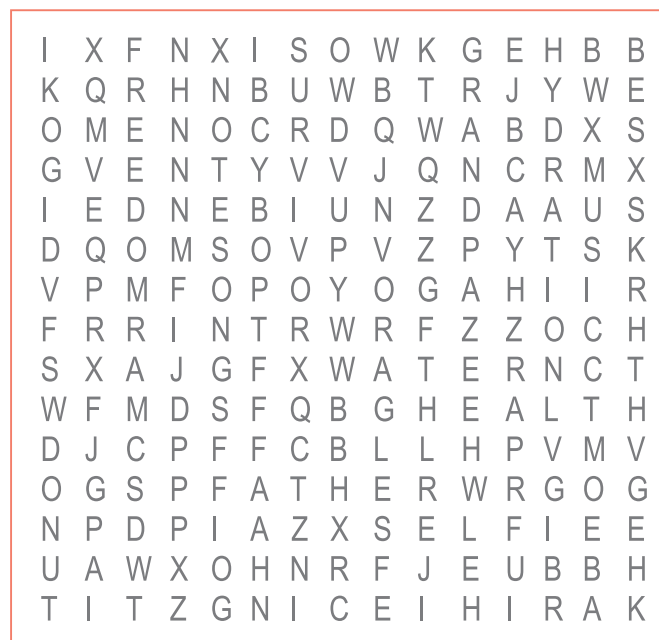 I X F N X I S O W K G E H B B
K Q R H N B U W B T R J Y W E
O M E N O C R D Q W A B D X S
G V E N T Y V V J Q N C R M X
I E D N E B I U N Z D A A U S
D Q O M S O V P V Z P Y T S K
V P M F O P O Y O G A H I I R
F R R I N T R W R F Z Z O C H
S X A J G F X W A T E R N C T
W F M D S F Q B G H E A L T H
D J C P F F C B L L H P V M V
O G S P F A T H E R W R G O G
N P D P I A Z X S E L F I E E
U A W X O H N R F J E U B B H
T I T Z G N I C E I H I R A K